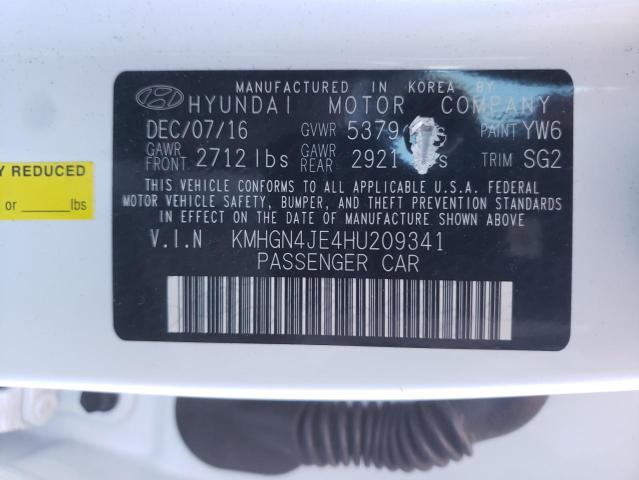 MANUFACTURED IN KOREA BY
HYUNDAI MOTOR COMPANY
DEC/07/16 GVWR 5379 PAINT YW6
GAWR FRONT 2712 lbs GAWR REAR 2921 TRIM SG2
THIS VEHICLE CONFORMS TO ALL APPLICABLE U.S.A. FEDERAL
MOTOR VEHICLE SAFETY, BUMPER, AND THEFT PREVENTION STANDARDS
IN EFFECT ON THE DATE OF MANUFACTURE SHOWN ABOVE
V.I.N KMHGN4JE4HU209341
PASSENGER CAR
Y REDUCED
or ______lbs